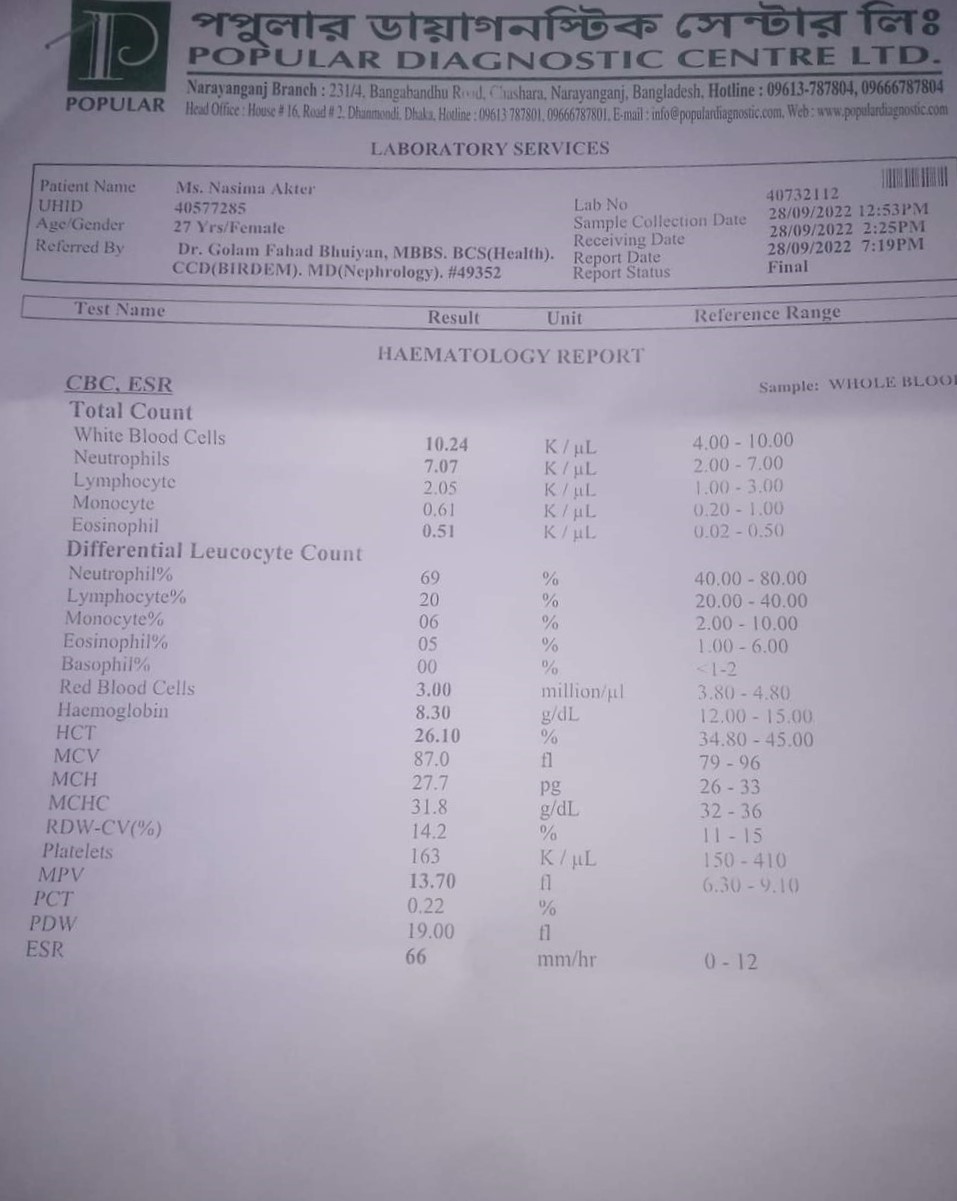 পপুলার ডায়াগনস্টিক সেন্টার লিঃ
POPULAR DIAGNOSTIC CENTRE LTD.
POPULAR
Narayanganj Branch : 231/4, Bangabandhu Road, Chashara, Narayanganj, Bangladesh, Hotline : 09613-787804, 09666787804
Head Office : House # 16, Road # 2, Dhanmondi, Dhaka, Hotline : 09613 787801, 09666787801, E-mail : info@populardiagnostic.com, Web : www.populardiagnostic.com
LABORATORY SERVICES
Patient Name Ms. Nasima Akter
UHID 40577285
Age/Gender 27 Yrs/Female
Referred By Dr. Golam Fahad Bhuiyan, MBBS. BCS(Health).
CCD(BIRDEM). MD(Nephrology). #49352
Lab No 40732112
Sample Collection Date 28/09/2022 12:53PM
Receiving Date 28/09/2022 2:25PM
Report Date 28/09/2022 7:19PM
Report Status Final
Test Name Result Unit Reference Range
HAEMATOLOGY REPORT
CBC, ESR Sample: WHOLE BLOO
Total Count
White Blood Cells 10.24 K / µL 4.00 - 10.00
Neutrophils 7.07 K / µL 2.00 - 7.00
Lymphocyte 2.05 K / µL 1.00 - 3.00
Monocyte 0.61 K / µL 0.20 - 1.00
Eosinophil 0.51 K / µL 0.02 - 0.50
Differential Leucocyte Count
Neutrophil% 69 % 40.00 - 80.00
Lymphocyte% 20 % 20.00 - 40.00
Monocyte% 06 % 2.00 - 10.00
Eosinophil% 05 % 1.00 - 6.00
Basophil% 00 % <1-2
Red Blood Cells 3.00 million/µl 3.80 - 4.80
Haemoglobin 8.30 g/dL 12.00 - 15.00
HCT 26.10 % 34.80 - 45.00
MCV 87.0 fl 79 - 96
MCH 27.7 pg 26 - 33
MCHC 31.8 g/dL 32 - 36
RDW-CV(%) 14.2 % 11 - 15
Platelets 163 K / µL 150 - 410
MPV 13.70 fl 6.30 - 9.10
PCT 0.22 %
PDW 19.00 fl
ESR 66 mm/hr 0 - 12